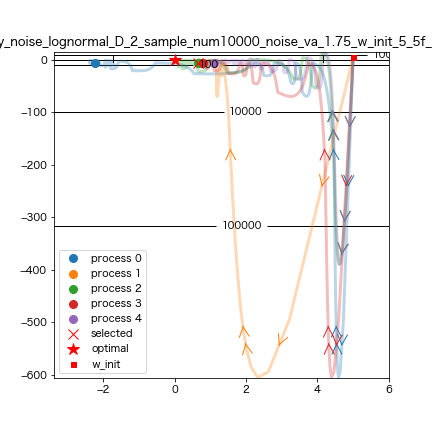 y_noise_lognormal_D_2_sample_num10000_noise_va_1.75_w_init_5_5f_
0
−100
−200
−300
−400
−500
−600
−2
0
2
4
6
100
10000
100000
process 0
process 1
process 2
process 3
process 4
selected
optimal
w_init